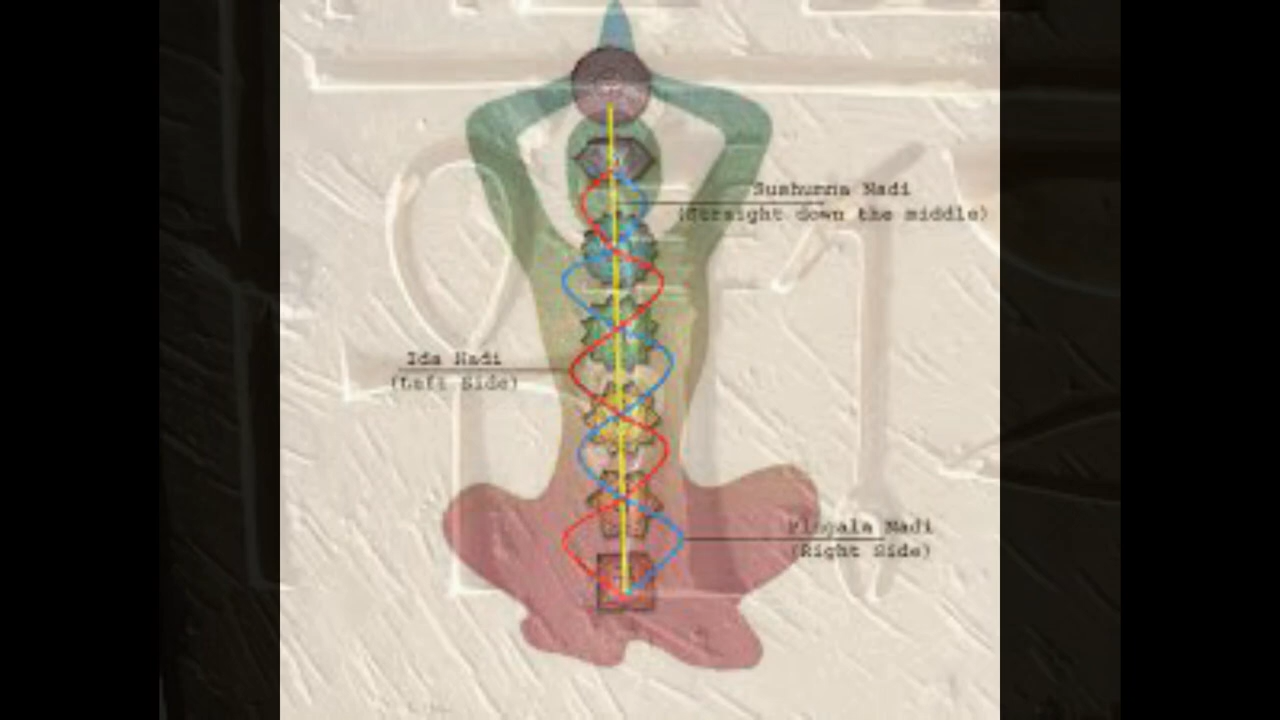 Sushumna Nadi
(Straight down the middle)
Ida Nadi
(Left Side)
Pingala Nadi
(Right Side)